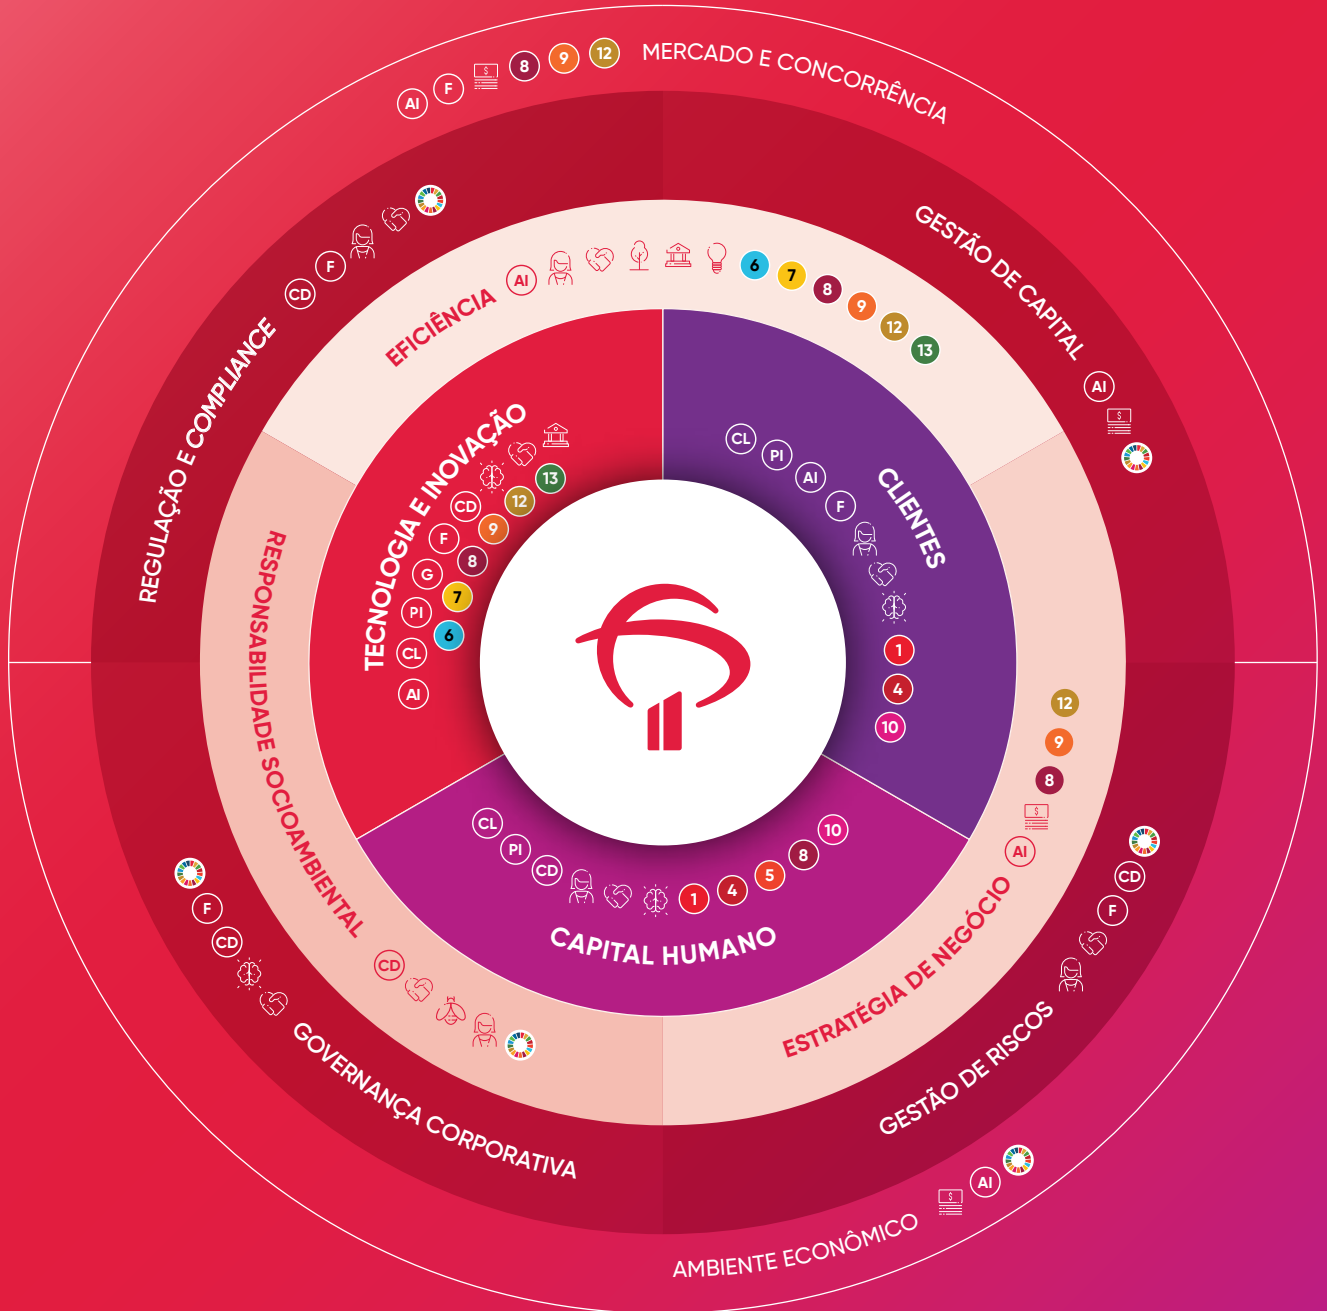 AI F $ 8 9 12 MERCADO E CONCORRÊNCIA
REGULAÇÃO E COMPLIANCE CD F
GESTÃO DE CAPITAL AI $
EFICIÊNCIA AI 6 7 8 9 12 13
TECNOLOGIA E INOVAÇÃO
AI CL PI G F CD
6 7 8 9 12 13
CL PI AI F 1 4 10
CLIENTES
RESPONSABILIDADE SOCIOAMBIENTAL CD
ESTRATÉGIA DE NEGÓCIO AI $ 8 9 12
CL PI CD 1 4 5 8 10
CAPITAL HUMANO
F CD GOVERNANÇA CORPORATIVA
GESTÃO DE RISCOS F CD
AMBIENTE ECONÔMICO $ AI